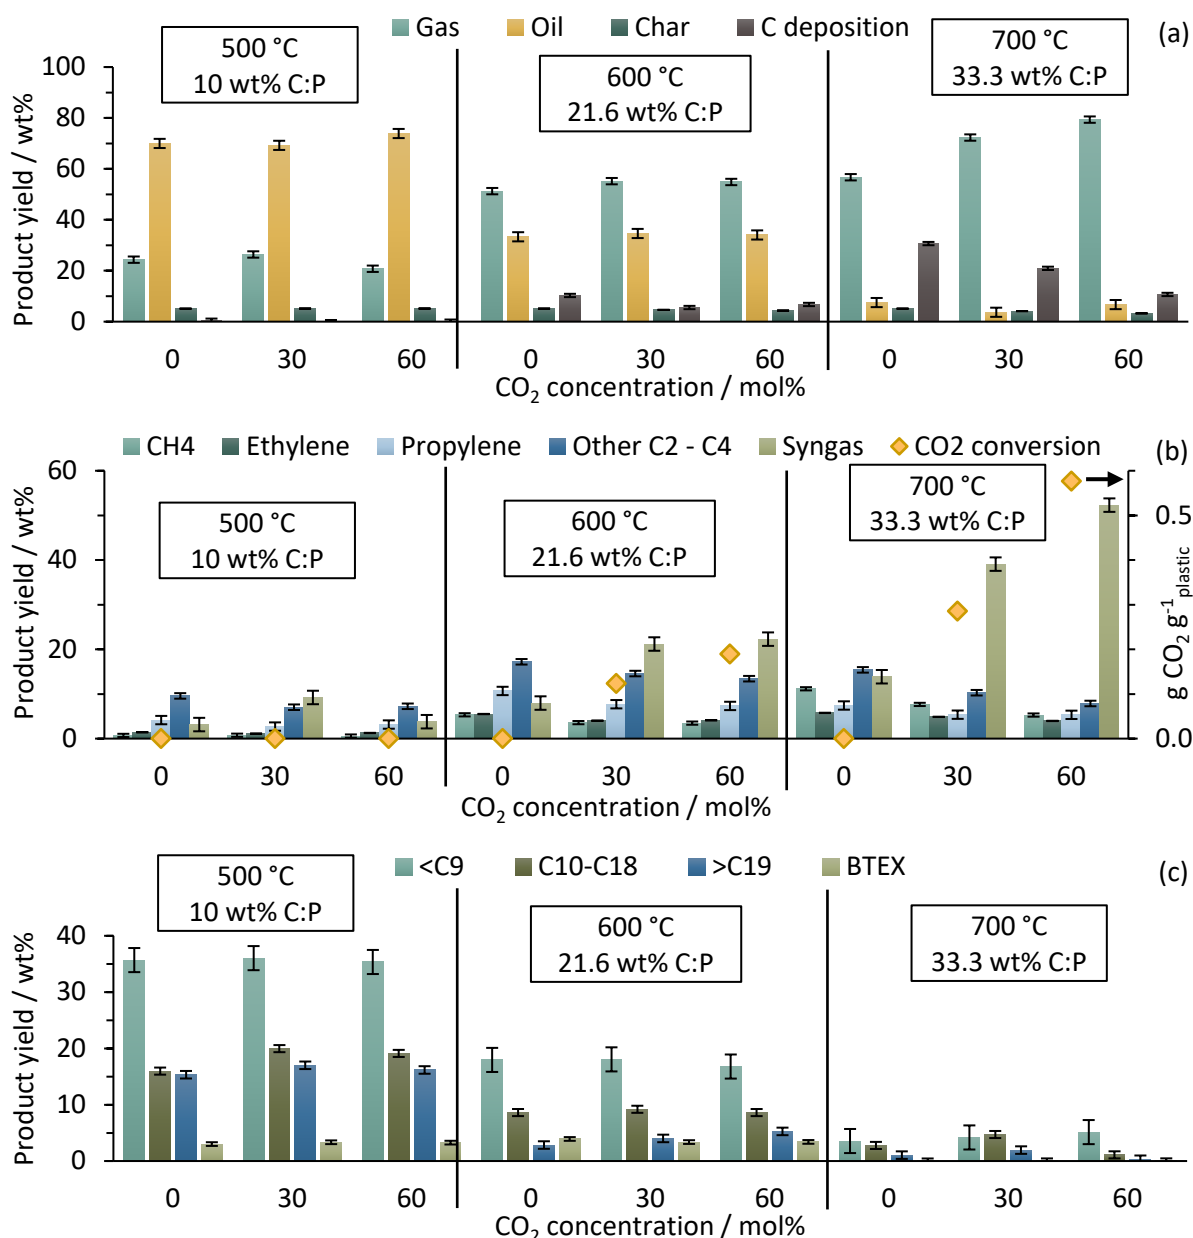 Gas Oil Char C deposition (a)
500 °C
10 wt% C:P
600 °C
21.6 wt% C:P
700 °C
33.3 wt% C:P
Product yield / wt%
100
80
60
40
20
0
0 30 60 0 30 60 0 30 60
CO₂ concentration / mol%
CH4 Ethylene Propylene Other C2 - C4 Syngas CO2 conversion (b)
500 °C
10 wt% C:P
600 °C
21.6 wt% C:P
700 °C
33.3 wt% C:P
Product yield / wt%
60
40
20
0
0.5
0.0
g CO₂ g⁻¹plastic
0 30 60 0 30 60 0 30 60
CO₂ concentration / mol%
<C9 C10-C18 >C19 BTEX (c)
500 °C
10 wt% C:P
600 °C
21.6 wt% C:P
700 °C
33.3 wt% C:P
Product yield / wt%
40
30
20
10
0
0 30 60 0 30 60 0 30 60
CO₂ concentration / mol%